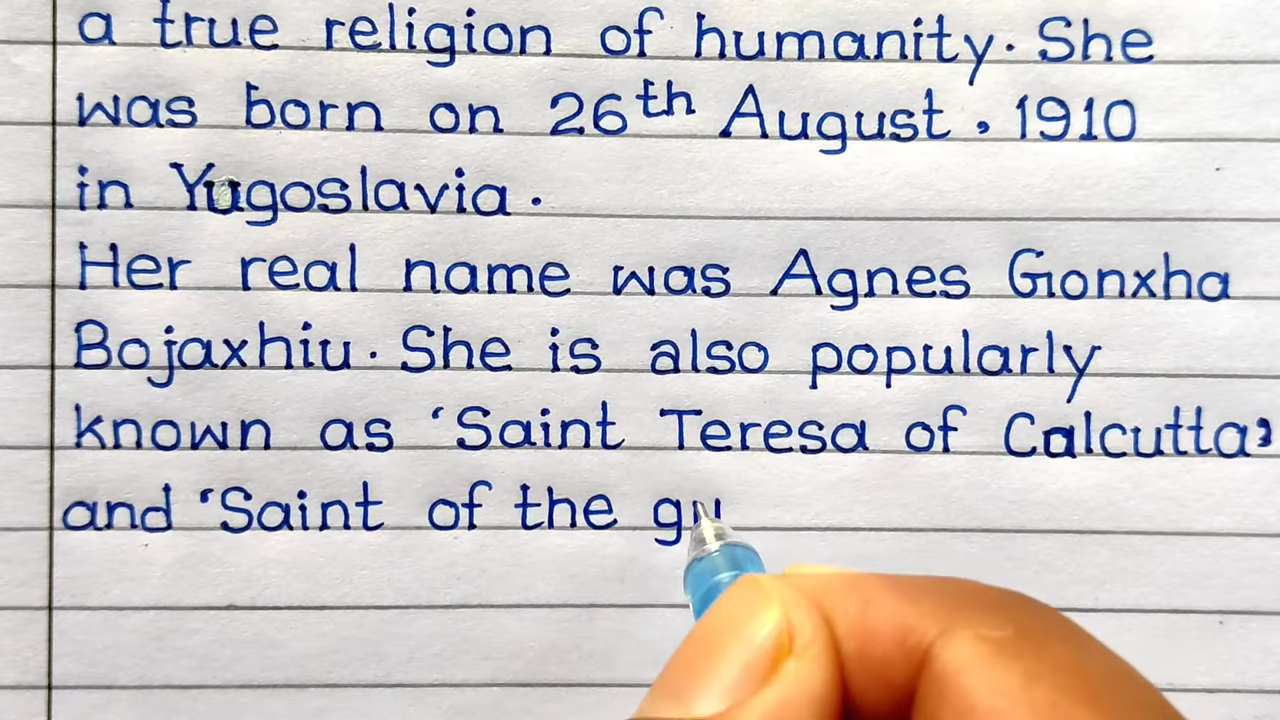 a true religion of humanity. She
was born on 26th August, 1910
in Yugoslavia.
Her real name was Agnes Gonxha
Bojaxhiu. She is also popularly
known as 'Saint Teresa of Calcutta'
and 'Saint of the gu